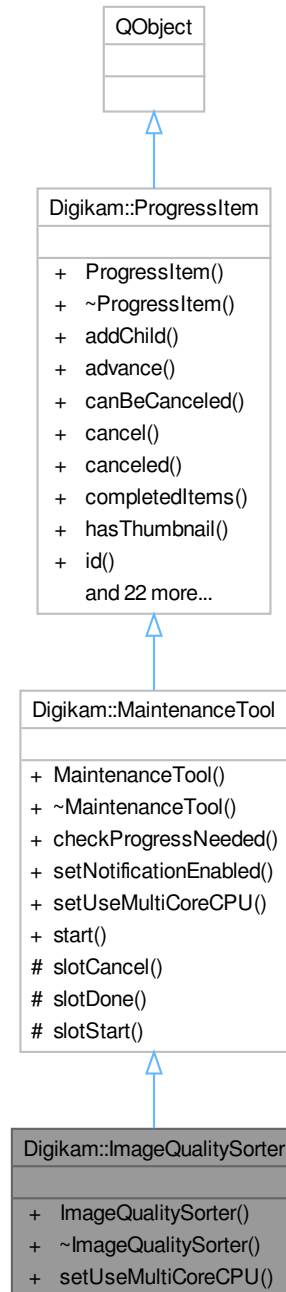 QObject
Digikam::ProgressItem
+ ProgressItem()
+ ~ProgressItem()
+ addChild()
+ advance()
+ canBeCanceled()
+ cancel()
+ canceled()
+ completedItems()
+ hasThumbnail()
+ id()
and 22 more...
Digikam::MaintenanceTool
+ MaintenanceTool()
+ ~MaintenanceTool()
+ checkProgressNeeded()
+ setNotificationEnabled()
+ setUseMultiCoreCPU()
+ start()
# slotCancel()
# slotDone()
# slotStart()
Digikam::ImageQualitySorter
+ ImageQualitySorter()
+ ~ImageQualitySorter()
+ setUseMultiCoreCPU()